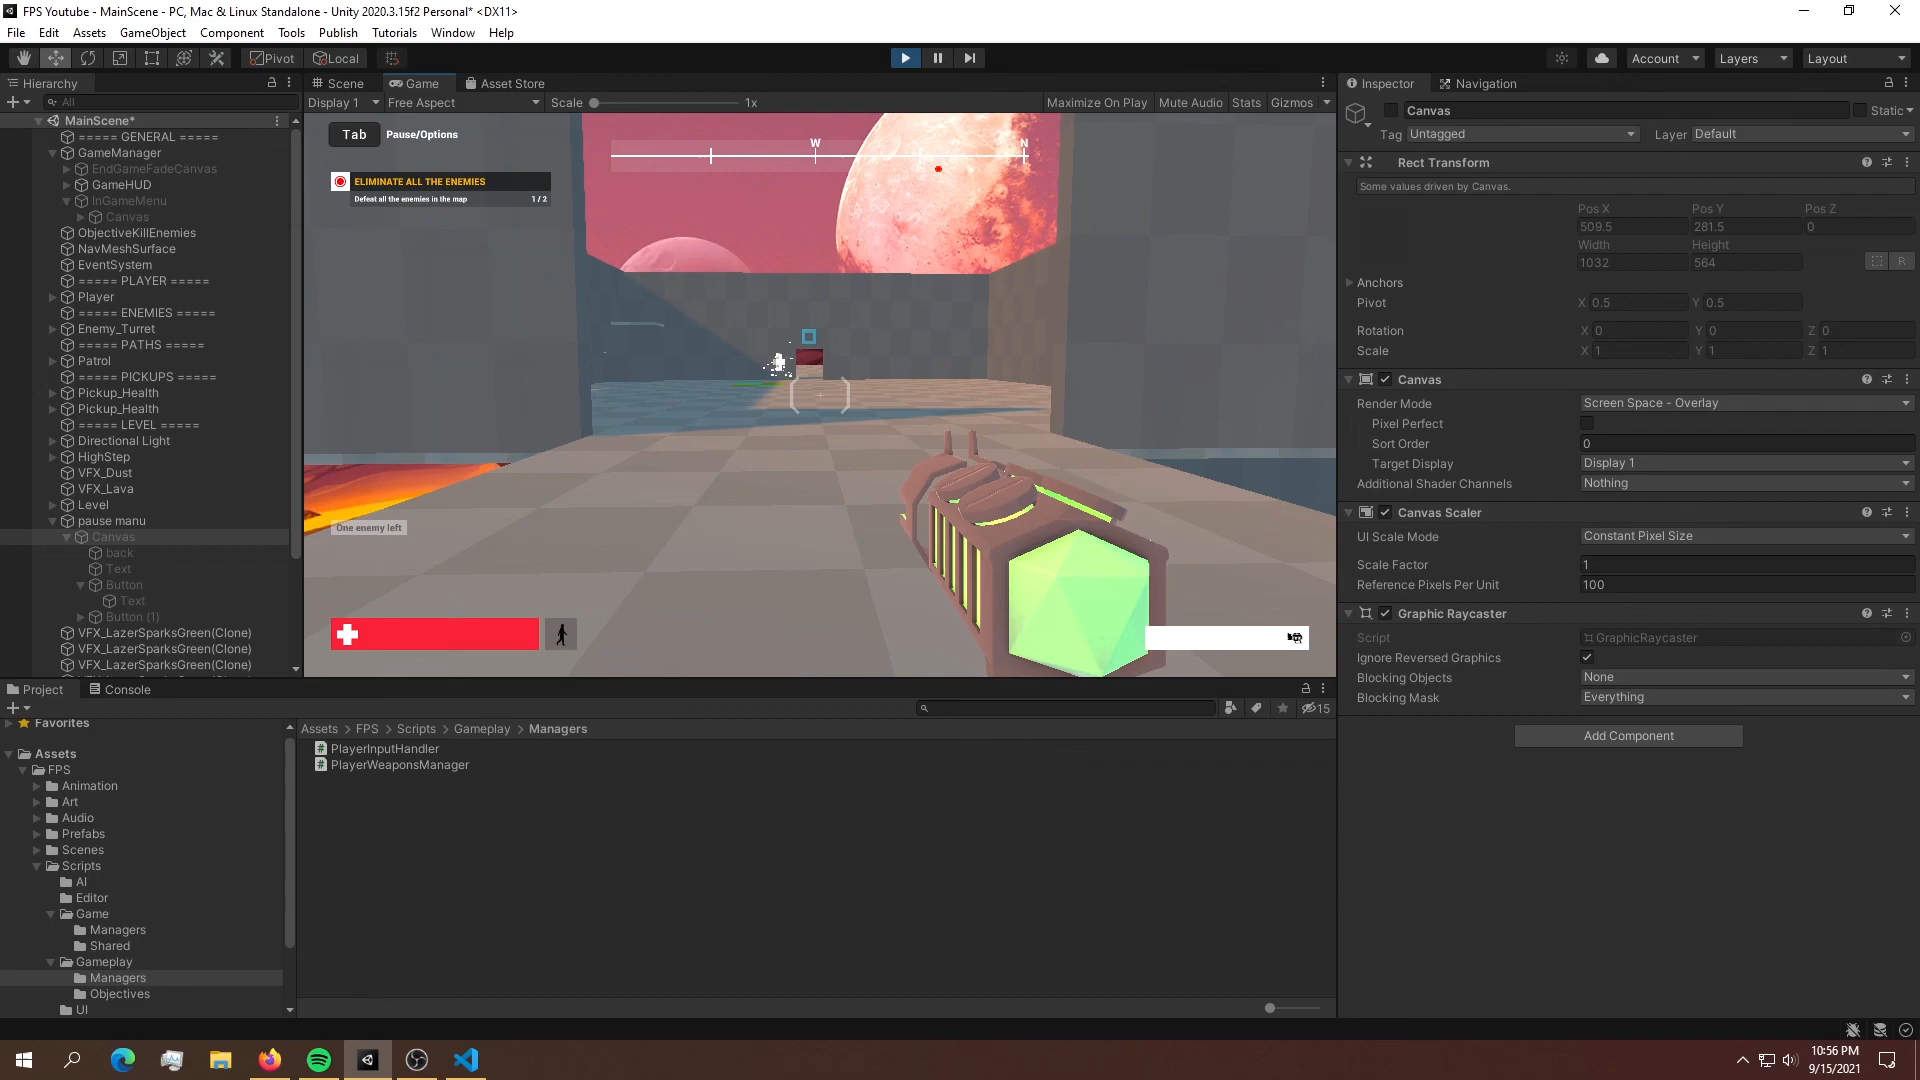 FPS Youtube - MainScene - PC, Mac & Linux Standalone - Unity 2020.3.15f2 Personal* <DX11>
File Edit Assets GameObject Component Tools Publish Tutorials Window Help
Pivot Local Account Layers Layout
Hierarchy
All
MainScene*
===== GENERAL =====
GameManager
EndGameFadeCanvas
GameHUD
InGameMenu
Canvas
ObjectiveKillEnemies
NavMeshSurface
EventSystem
===== PLAYER =====
Player
===== ENEMIES =====
Enemy_Turret
===== PATHS =====
Patrol
===== PICKUPS =====
Pickup_Health
Pickup_Health
===== LEVEL =====
Directional Light
HighStep
VFX_Dust
VFX_Lava
Level
pause manu
Canvas
back
Text
Button
Text
Button (1)
VFX_LazerSparksGreen(Clone)
VFX_LazerSparksGreen(Clone)
VFX_LazerSparksGreen(Clone)
Scene Game Asset Store
Display 1 Free Aspect Scale 1x Maximize On Play Mute Audio Stats Gizmos
Tab Pause/Options
W N
ELIMINATE ALL THE ENEMIES
Defeat all the enemies in the map 1 / 2
One enemy left
Inspector Navigation
Canvas Static
Tag Untagged Layer Default
Rect Transform
Some values driven by Canvas.
Pos X Pos Y Pos Z
509.5 281.5 0
Width Height
1032 564 R
Anchors
Pivot X 0.5 Y 0.5
Rotation X 0 Y 0 Z 0
Scale X 1 Y 1 Z 1
Canvas
Render Mode Screen Space - Overlay
Pixel Perfect
Sort Order 0
Target Display Display 1
Additional Shader Channels Nothing
Canvas Scaler
UI Scale Mode Constant Pixel Size
Scale Factor 1
Reference Pixels Per Unit 100
Graphic Raycaster
Script GraphicRaycaster
Ignore Reversed Graphics
Blocking Objects None
Blocking Mask Everything
Add Component
Project Console
15
Favorites
Assets
FPS
Animation
Art
Audio
Prefabs
Scenes
Scripts
AI
Editor
Game
Managers
Shared
Gameplay
Managers
Objectives
UI
Assets > FPS > Scripts > Gameplay > Managers
PlayerInputHandler
PlayerWeaponsManager
10:56 PM
9/15/2021